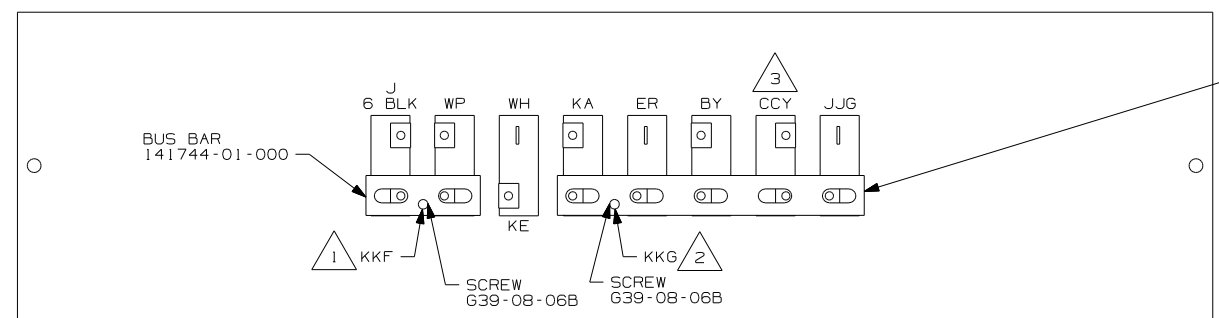 3
J
6 BLK WP WH KA ER BY CCY JJG
BUS BAR
141744-01-000
KE
1 KKF
KKG 2
SCREW
G39-08-06B
SCREW
G39-08-06B